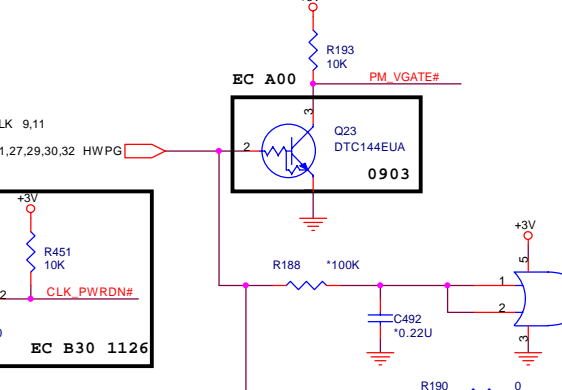 R193
10K
EC A00
PM_VGATE#
3
LK 9,11
Q23
2
DTC144EUA
1,27,29,30,32 HWPG
0903
+3V
+3V
R451
10K
5
R188 *100K
1
2 CLK_PWRDN#
2
C492
*0.22U
3
EC B30 1126
R190 0